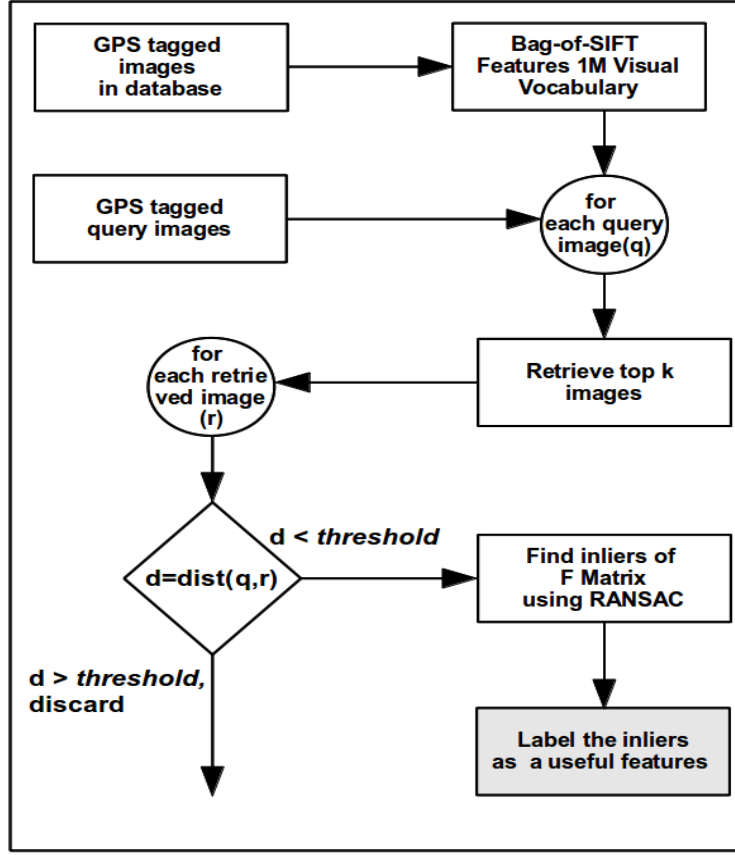 GPS tagged
images
in database
Bag-of-SIFT
Features 1M Visual
Vocabulary
GPS tagged
query images
for
each query
image(q)
Retrieve top k
images
for
each retrie
ved image
(r)
d=dist(q,r)
d < threshold
Find inliers of
F Matrix
using RANSAC
d > threshold,
discard
Label the inliers
as a useful features